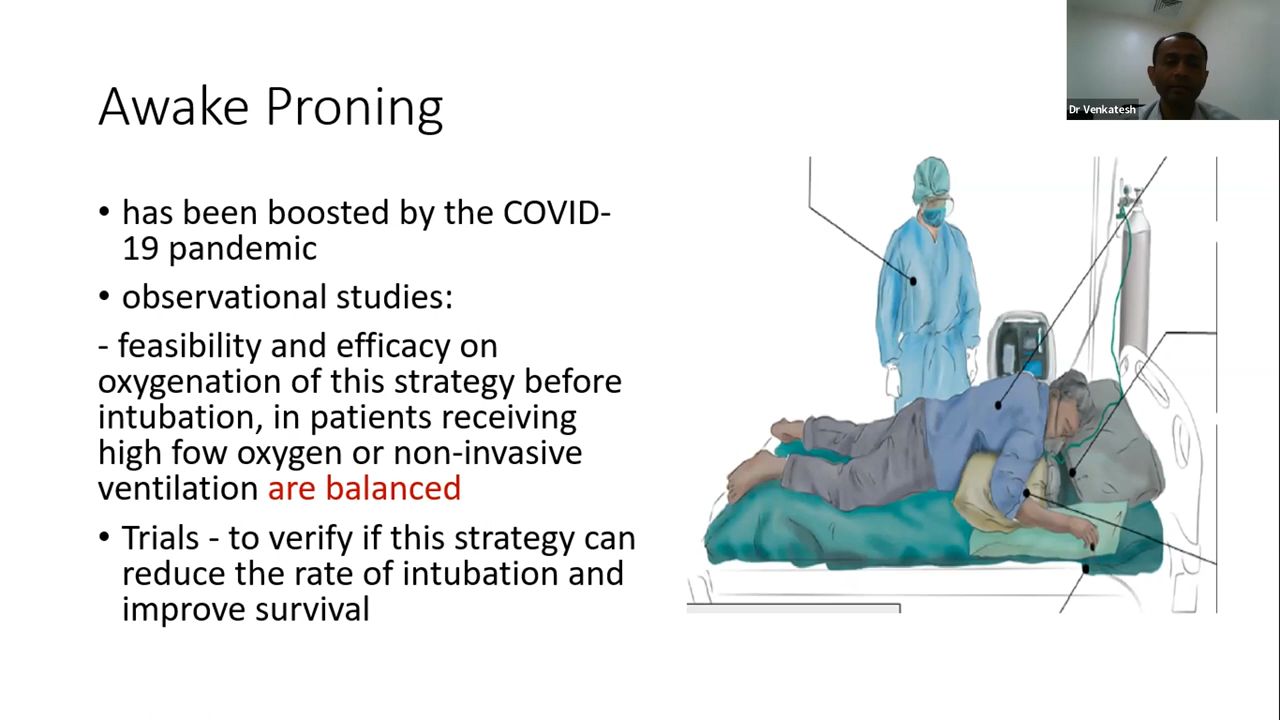 Dr Venkatesh
Awake Proning
• has been boosted by the COVID-
19 pandemic
• observational studies:
- feasibility and efficacy on
oxygenation of this strategy before
intubation, in patients receiving
high fow oxygen or non-invasive
ventilation are balanced
• Trials - to verify if this strategy can
reduce the rate of intubation and
improve survival